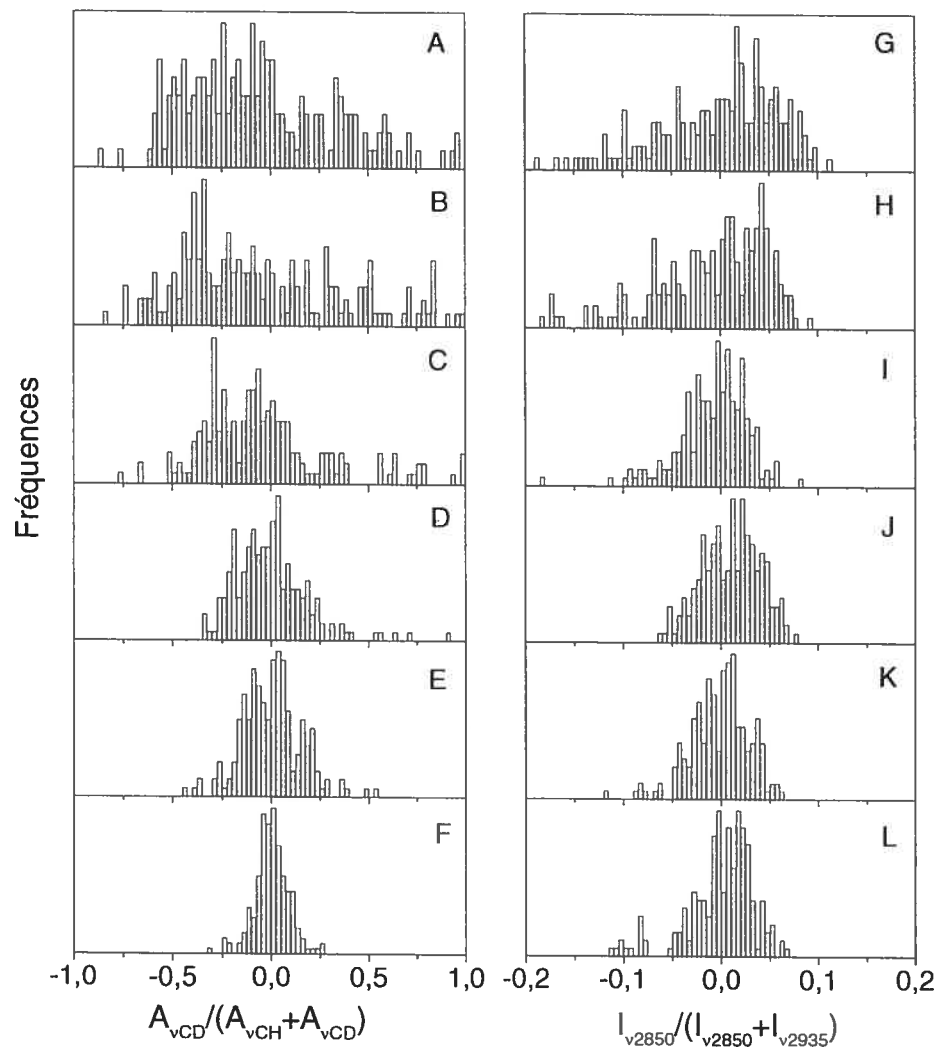 Fréquences
A
B
C
D
E
F
G
H
I
J
K
L
-1,0 -0,5 0,0 0,5 1,0
-0,2 -0,1 0,0 0,1 0,2
AνCD/(AνCH+AνCD)
Iν2850/(Iν2850+Iν2935)